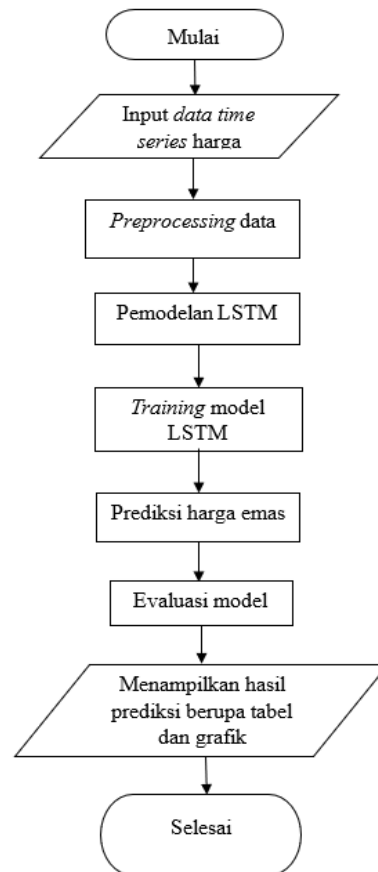 Mulai
Input data time
series harga
Preprocessing data
Pemodelan LSTM
Training model
LSTM
Prediksi harga emas
Evaluasi model
Menampilkan hasil
prediksi berupa tabel
dan grafik
Selesai